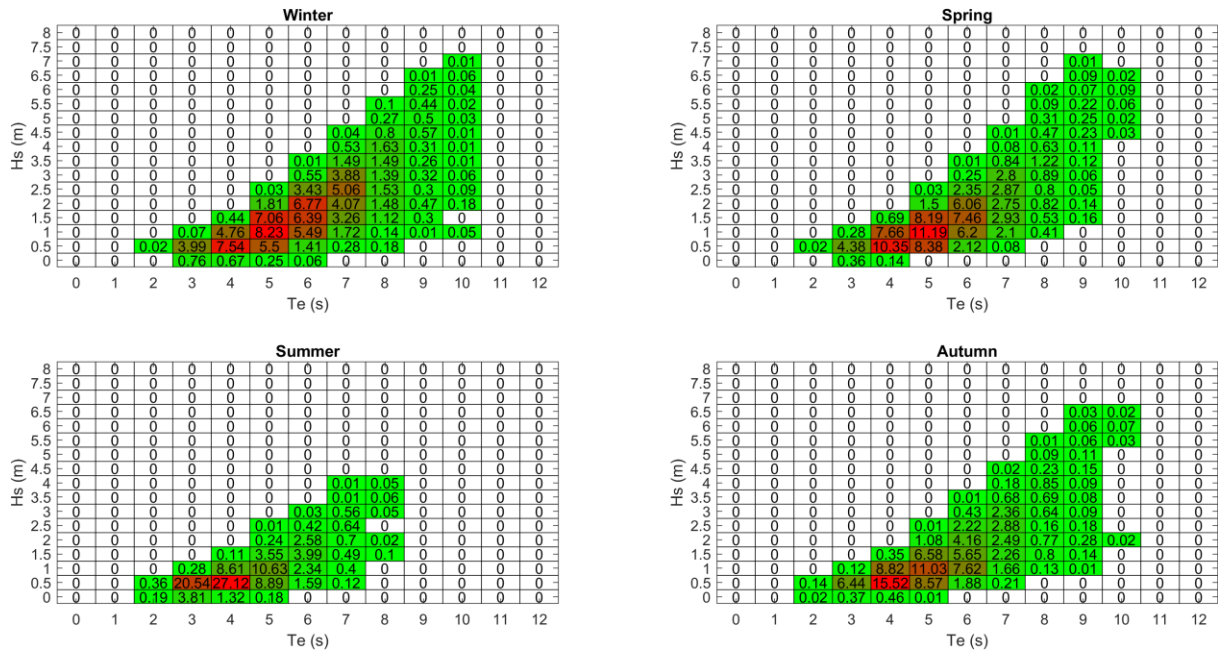 Winter
Hs (m)
8 0 0 0 0 0 0 0 0 0 0 0 0 0
7.5 0 0 0 0 0 0 0 0 0 0 0 0 0
7 0 0 0 0 0 0 0 0 0 0 0.01 0 0
6.5 0 0 0 0 0 0 0 0 0 0.01 0.06 0 0
6 0 0 0 0 0 0 0 0 0 0.25 0.04 0 0
5.5 0 0 0 0 0 0 0 0 0.1 0.44 0.02 0 0
5 0 0 0 0 0 0 0 0 0.27 0.5 0.03 0 0
4.5 0 0 0 0 0 0 0 0.04 0.8 0.57 0.01 0 0
4 0 0 0 0 0 0 0 0.53 1.63 0.31 0.01 0 0
3.5 0 0 0 0 0 0 0.01 1.49 1.49 0.26 0.01 0 0
3 0 0 0 0 0 0 0.55 3.88 1.39 0.32 0.06 0 0
2.5 0 0 0 0 0 0.03 3.43 5.06 1.53 0.3 0.09 0 0
2 0 0 0 0 0 1.81 6.77 4.07 1.48 0.47 0.18 0 0
1.5 0 0 0 0 0.44 7.06 6.39 3.26 1.12 0.3 0 0 0
1 0 0 0 0.07 4.76 8.23 5.49 1.72 0.14 0.01 0.05 0 0
0.5 0 0 0.02 3.99 7.54 5.5 1.41 0.28 0.18 0 0 0 0
0 0 0 0 0.76 0.67 0.25 0.06 0 0 0 0 0 0
0 1 2 3 4 5 6 7 8 9 10 11 12
Te (s)
Spring
Hs (m)
8 0 0 0 0 0 0 0 0 0 0 0 0 0
7.5 0 0 0 0 0 0 0 0 0 0 0 0 0
7 0 0 0 0 0 0 0 0 0 0.01 0 0 0
6.5 0 0 0 0 0 0 0 0 0 0.09 0.02 0 0
6 0 0 0 0 0 0 0 0 0.02 0.07 0.09 0 0
5.5 0 0 0 0 0 0 0 0 0.09 0.22 0.06 0 0
5 0 0 0 0 0 0 0 0 0.31 0.25 0.02 0 0
4.5 0 0 0 0 0 0 0 0.01 0.47 0.23 0.03 0 0
4 0 0 0 0 0 0 0 0.08 0.63 0.11 0 0 0
3.5 0 0 0 0 0 0 0.01 0.84 1.22 0.12 0 0 0
3 0 0 0 0 0 0 0.25 2.8 0.89 0.06 0 0 0
2.5 0 0 0 0 0 0.03 2.35 2.87 0.8 0.05 0 0 0
2 0 0 0 0 0 1.5 6.06 2.75 0.82 0.14 0 0 0
1.5 0 0 0 0 0.69 8.19 7.46 2.93 0.53 0.16 0 0 0
1 0 0 0 0.28 7.66 11.19 6.2 2.1 0.41 0 0 0 0
0.5 0 0 0.02 4.38 10.35 8.38 2.12 0.08 0 0 0 0 0
0 0 0 0 0.36 0.14 0 0 0 0 0 0 0 0
0 1 2 3 4 5 6 7 8 9 10 11 12
Te (s)
Summer
Hs (m)
8 0 0 0 0 0 0 0 0 0 0 0 0 0
7.5 0 0 0 0 0 0 0 0 0 0 0 0 0
7 0 0 0 0 0 0 0 0 0 0 0 0 0
6.5 0 0 0 0 0 0 0 0 0 0 0 0 0
6 0 0 0 0 0 0 0 0 0 0 0 0 0
5.5 0 0 0 0 0 0 0 0 0 0 0 0 0
5 0 0 0 0 0 0 0 0 0 0 0 0 0
4.5 0 0 0 0 0 0 0 0 0 0 0 0 0
4 0 0 0 0 0 0 0 0.01 0.05 0 0 0 0
3.5 0 0 0 0 0 0 0 0.01 0.06 0 0 0 0
3 0 0 0 0 0 0 0.03 0.56 0.05 0 0 0 0
2.5 0 0 0 0 0 0.01 0.42 0.64 0 0 0 0 0
2 0 0 0 0 0 0.24 2.58 0.7 0.02 0 0 0 0
1.5 0 0 0 0 0.11 3.55 3.99 0.49 0.1 0 0 0 0
1 0 0 0 0.28 8.61 10.63 2.34 0.4 0 0 0 0 0
0.5 0 0 0.36 20.54 27.12 8.89 1.59 0.12 0 0 0 0 0
0 0 0 0.19 3.81 1.32 0.18 0 0 0 0 0 0 0
0 1 2 3 4 5 6 7 8 9 10 11 12
Te (s)
Autumn
Hs (m)
8 0 0 0 0 0 0 0 0 0 0 0 0 0
7.5 0 0 0 0 0 0 0 0 0 0 0 0 0
7 0 0 0 0 0 0 0 0 0 0 0 0 0
6.5 0 0 0 0 0 0 0 0 0 0.03 0.02 0 0
6 0 0 0 0 0 0 0 0 0 0.06 0.07 0 0
5.5 0 0 0 0 0 0 0 0 0.01 0.06 0.03 0 0
5 0 0 0 0 0 0 0 0 0.09 0.11 0 0 0
4.5 0 0 0 0 0 0 0 0.02 0.23 0.15 0 0 0
4 0 0 0 0 0 0 0 0.18 0.85 0.09 0 0 0
3.5 0 0 0 0 0 0 0.01 0.68 0.69 0.08 0 0 0
3 0 0 0 0 0 0 0.43 2.36 0.64 0.09 0 0 0
2.5 0 0 0 0 0 0.01 2.22 2.88 0.16 0.18 0 0 0
2 0 0 0 0 0 1.08 4.16 2.49 0.77 0.28 0.02 0 0
1.5 0 0 0 0 0.35 6.58 5.65 2.26 0.8 0.14 0 0 0
1 0 0 0 0.12 8.82 11.03 7.62 1.66 0.13 0.01 0 0 0
0.5 0 0 0.14 6.44 15.52 8.57 1.88 0.21 0 0 0 0 0
0 0 0 0.02 0.37 0.46 0.01 0 0 0 0 0 0 0
0 1 2 3 4 5 6 7 8 9 10 11 12
Te (s)